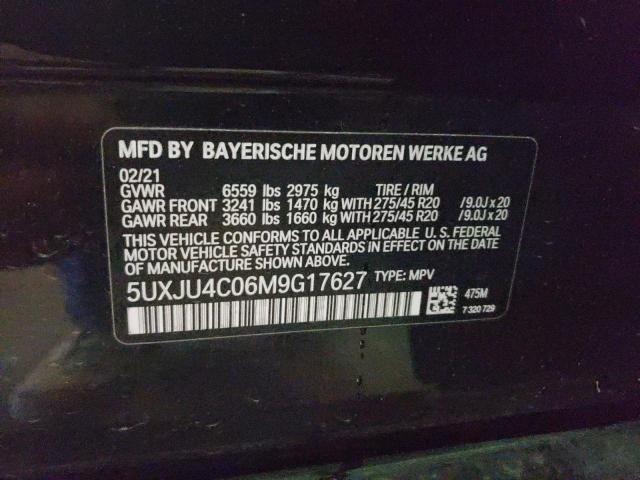 MFD BY BAYERISCHE MOTOREN WERKE AG
02/21
GVWR 6559 lbs 2975 kg TIRE / RIM
GAWR FRONT 3241 lbs 1470 kg WITH 275/45 R20 /9.0J x 20
GAWR REAR 3660 lbs 1660 kg WITH 275/45 R20 /9.0J x 20
THIS VEHICLE CONFORMS TO ALL APPLICABLE U. S. FEDERAL
MOTOR VEHICLE SAFETY STANDARDS IN EFFECT ON THE DATE
OF MANUFACTURE SHOWN ABOVE.
5UXJU4C06M9G17627 TYPE: MPV
475M
7 320 729